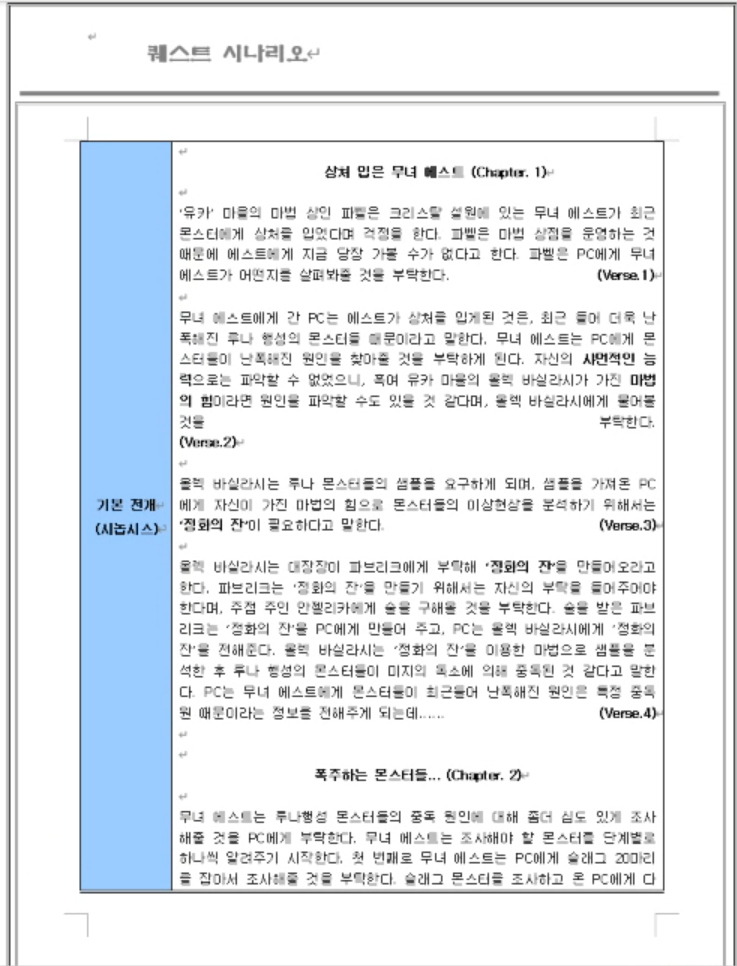 퀘스트 시나리오
상처 입은 무녀 에스트 (Chapter. 1)
'유카' 마을의 마법 상인 파벨은 크리스탈 설원에 있는 무녀 에스트가 최근
몬스터에게 상처를 입었다며 걱정을 한다. 파벨은 마법 상점을 운영하는 것
때문에 에스트에게 지금 당장 가볼 수가 없다고 한다. 파벨은 PC에게 무녀
에스트가 어떤지를 살펴봐줄 것을 부탁한다. (Verse.1)
무녀 에스트에게 간 PC는 에스트가 상처를 입게된 것은, 최근 들어 더욱 난
폭해진 루나 행성의 몬스터들 때문이라고 말한다. 무녀 에스트는 PC에게 몬
스터들이 난폭해진 원인을 찾아줄 것을 부탁하게 된다. 자신의 사먼적인 능
력으로는 파악할 수 없었으니, 혹여 유카 마을의 올렉 바실라시가 가진 마법
의 힘이라면 원인을 파악할 수도 있을 것 같다며, 올렉 바실라시에게 물어볼
것을 부탁한다.
(Verse.2)
기본 전개
(시놉시스)
올렉 바실라시는 루나 몬스터들의 샘플을 요구하게 되며, 샘플을 가져온 PC
에게 자신이 가진 마법의 힘으로 몬스터들의 이상현상을 분석하기 위해서는
'정화의 잔'이 필요하다고 말한다. (Verse.3)
올렉 바실라시는 대장장이 파브리크에게 부탁해 '정화의 잔'을 만들어오라고
한다. 파브리크는 '정화의 잔'을 만들기 위해서는 자신의 부탁을 들어주어야
한다며, 주점 주인 안젤리카에게 술을 구해올 것을 부탁한다. 술을 받은 파브
리크는 '정화의 잔'을 PC에게 만들어 주고, PC는 올렉 바실라시에게 '정화의
잔'을 전해준다. 올렉 바실라시는 '정화의 잔'을 이용한 마법으로 샘플을 분
석한 후 루나 행성의 몬스터들이 미지의 독소에 의해 중독된 것 같다고 말한
다. PC는 무녀 에스트에게 몬스터들이 최근들어 난폭해진 원인은 특정 중독
원 때문이라는 정보를 전해주게 되는데...... (Verse.4)
폭주하는 몬스터들... (Chapter. 2)
무녀 에스트는 루나행성 몬스터들의 중독 원인에 대해 좀더 심도 있게 조사
해줄 것을 PC에게 부탁한다. 무녀 에스트는 조사해야 할 몬스터를 단계별로
하나씩 알려주기 시작한다. 첫 번째로 무녀 에스트는 PC에게 슬래그 20마리
를 잡아서 조사해줄 것을 부탁한다. 슬래그 몬스터를 조사하고 온 PC에게 다